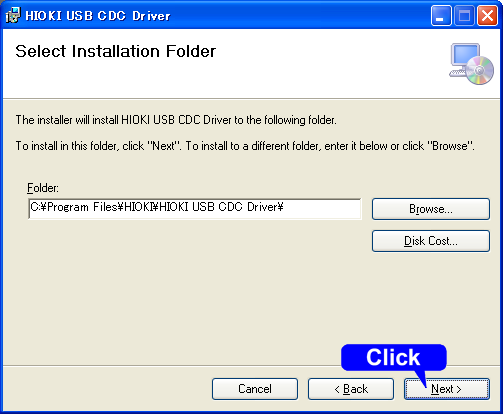 HIOKI USB CDC Driver
Select Installation Folder
The installer will install HIOKI USB CDC Driver to the following folder.
To install in this folder, click "Next". To install to a different folder, enter it below or click "Browse".
Folder:
C:¥Program Files¥HIOKI¥HIOKI USB CDC Driver¥
Browse...
Disk Cost...
Click
Cancel
< Back
Next >